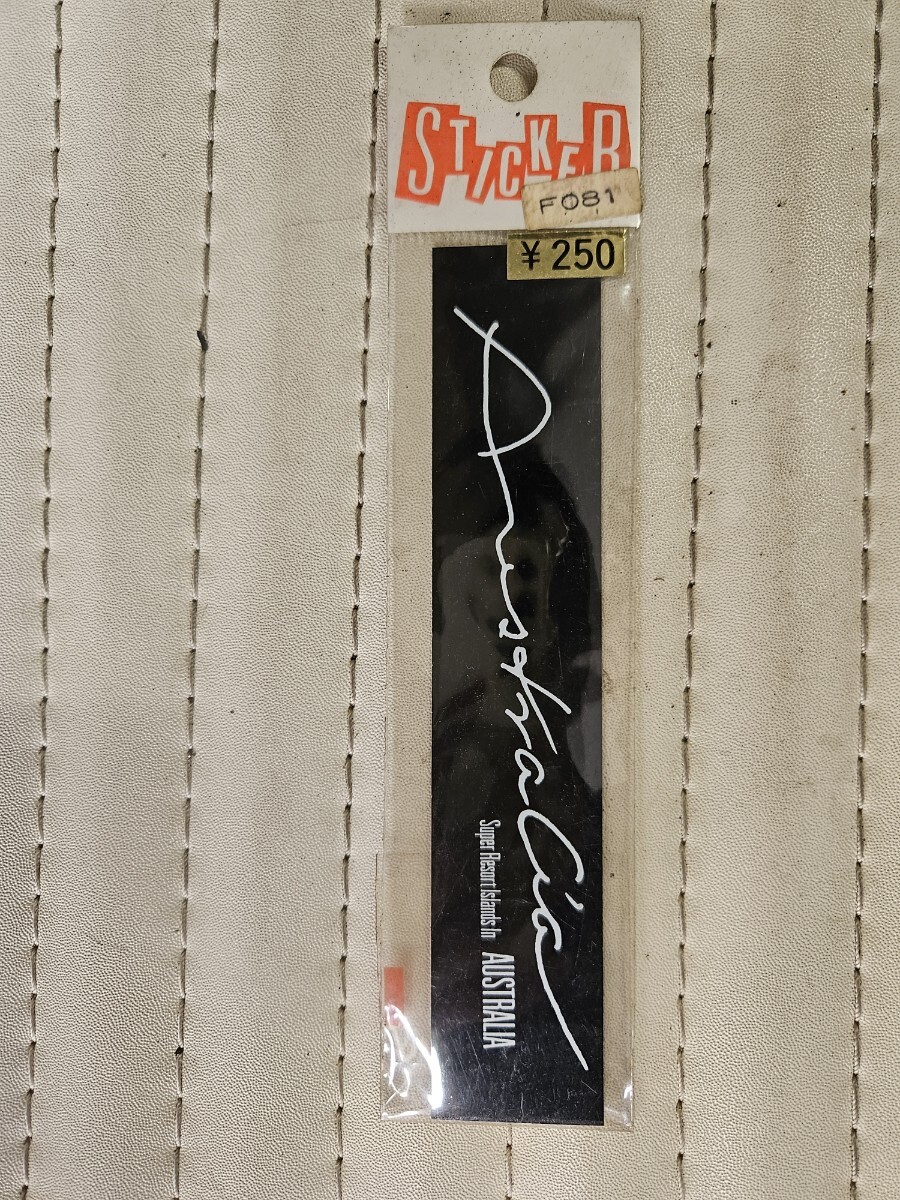 STICKER
F081
¥250
Australia
Super Resort Islands In AUSTRALIA